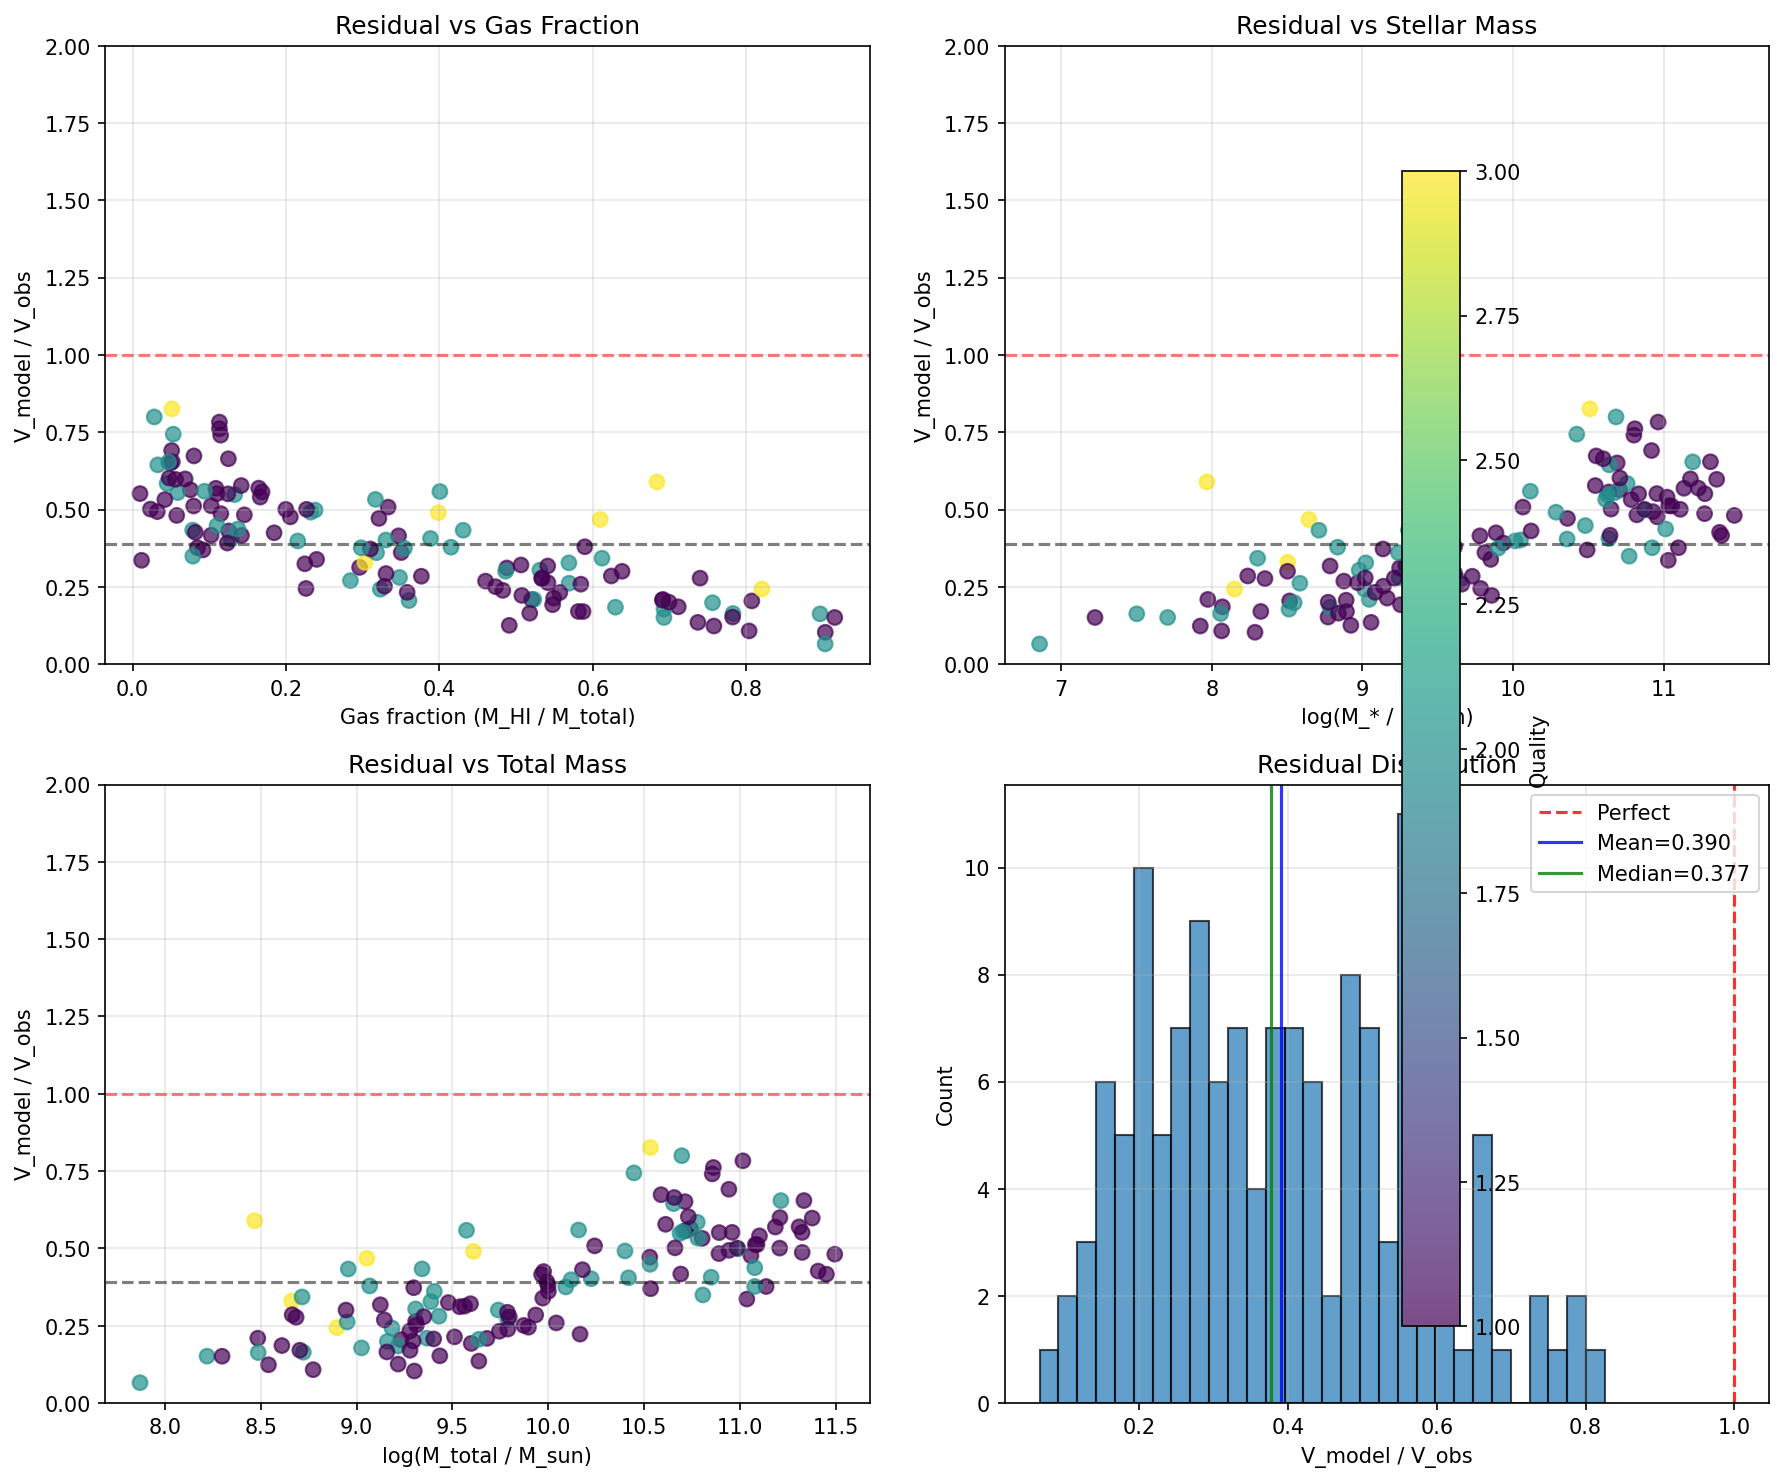 Residual vs Gas Fraction
2.00
1.75
1.50
1.25
1.00
0.75
0.50
0.25
0.00
V_model / V_obs
0.0 0.2 0.4 0.6 0.8
Gas fraction (M_HI / M_total)
Residual vs Stellar Mass
2.00
1.75
1.50
1.25
1.00
0.75
0.50
0.25
0.00
V_model / V_obs
7 8 9 10 11
log(M_* /
3.00
2.75
2.50
2.25
2.00
1.75
1.50
1.25
1.00
Quality
Residual vs Total Mass
2.00
1.75
1.50
1.25
1.00
0.75
0.50
0.25
0.00
V_model / V_obs
8.0 8.5 9.0 9.5 10.0 10.5 11.0 11.5
log(M_total / M_sun)
Residual
Perfect
Mean=0.390
Median=0.377
10
8
6
4
2
0
Count
0.2 0.4 0.6 0.8 1.0
V_model / V_obs